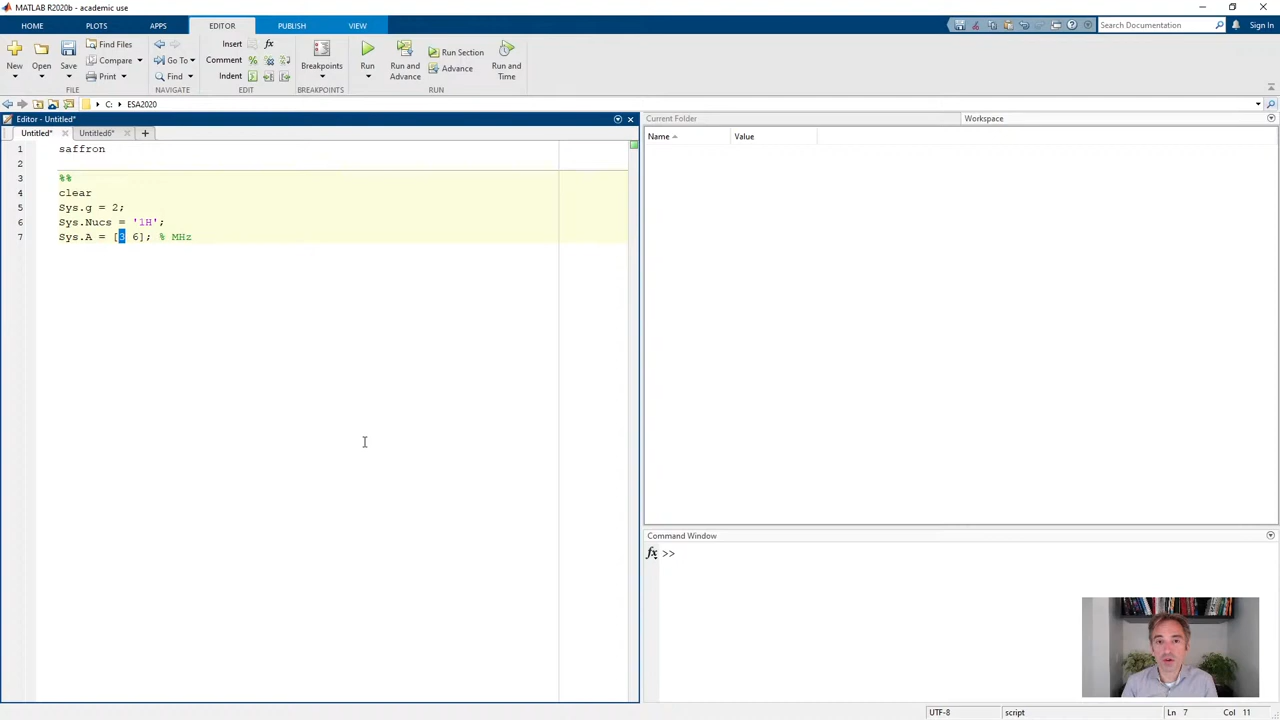 MATLAB R2020b - academic use
HOME PLOTS APPS EDITOR PUBLISH VIEW Search Documentation Sign In
New Open Save Find Files Compare Print Go To Find Insert fx Comment Indent Breakpoints Run Run and Advance Run Section Advance Run and Time
FILE NAVIGATE EDIT BREAKPOINTS RUN
C: ESA2020
Editor - Untitled* Current Folder Workspace
Untitled* Untitled6* Name Value
1 saffron
2
3 %%
4 clear
5 Sys.g = 2;
6 Sys.Nucs = '1H';
7 Sys.A = [3 6]; % MHz
Command Window
fx >>
UTF-8 script Ln 7 Col 11